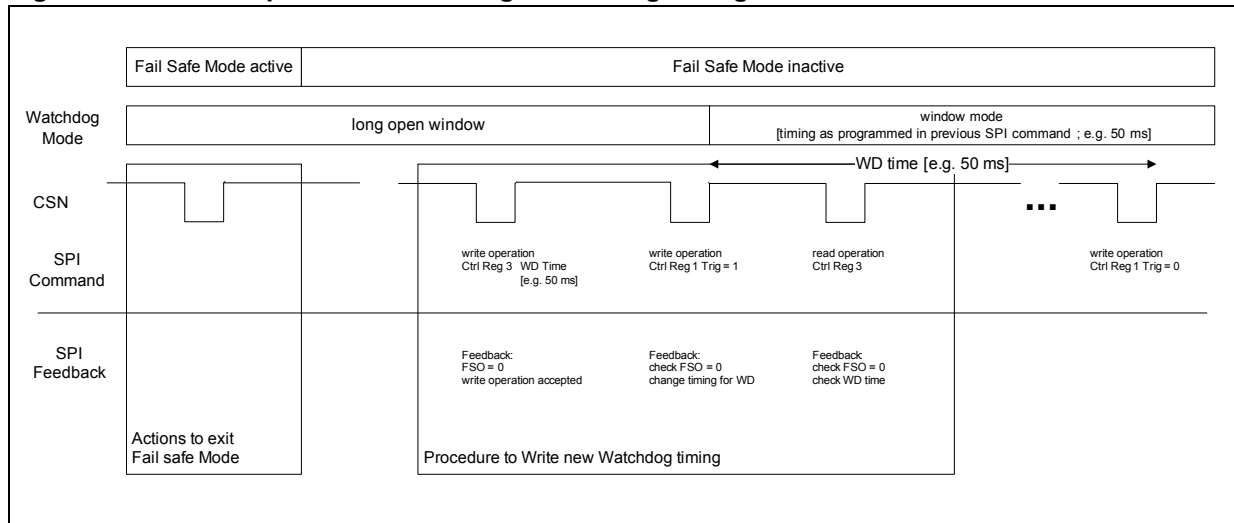 Fail Safe Mode active
Fail Safe Mode inactive
Watchdog
Mode
long open window
window mode
[timing as programmed in previous SPI command ; e.g. 50 ms]
WD time [e.g. 50 ms]
CSN
...
SPI
Command
write operation
Ctrl Reg 3 WD Time
[e.g. 50 ms]
write operation
Ctrl Reg 1 Trig = 1
read operation
Ctrl Reg 3
write operation
Ctrl Reg 1 Trig = 0
SPI
Feedback
Feedback:
FSO = 0
write operation accepted
Feedback:
check FSO = 0
change timing for WD
Feedback
check FSO = 0
check WD time
Actions to exit
Fail safe Mode
Procedure to Write new Watchdog timing